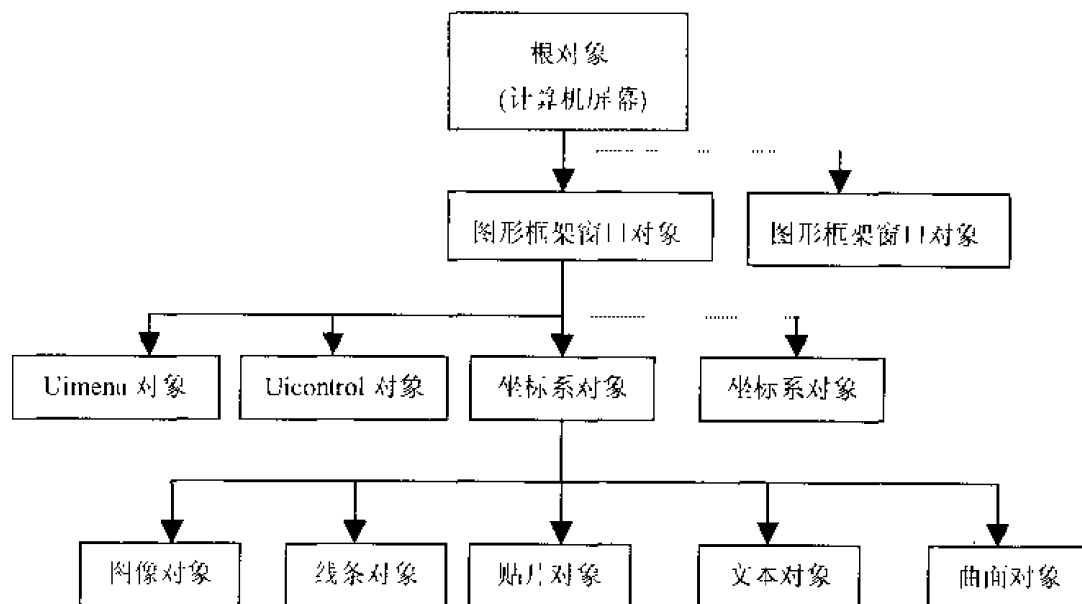 根对象
(计算机屏幕)
图形框架窗口对象
图形框架窗口对象
Uimenu 对象
Uicontrol 对象
坐标系对象
坐标系对象
图像对象
线条对象
贴片对象
文本对象
曲面对象